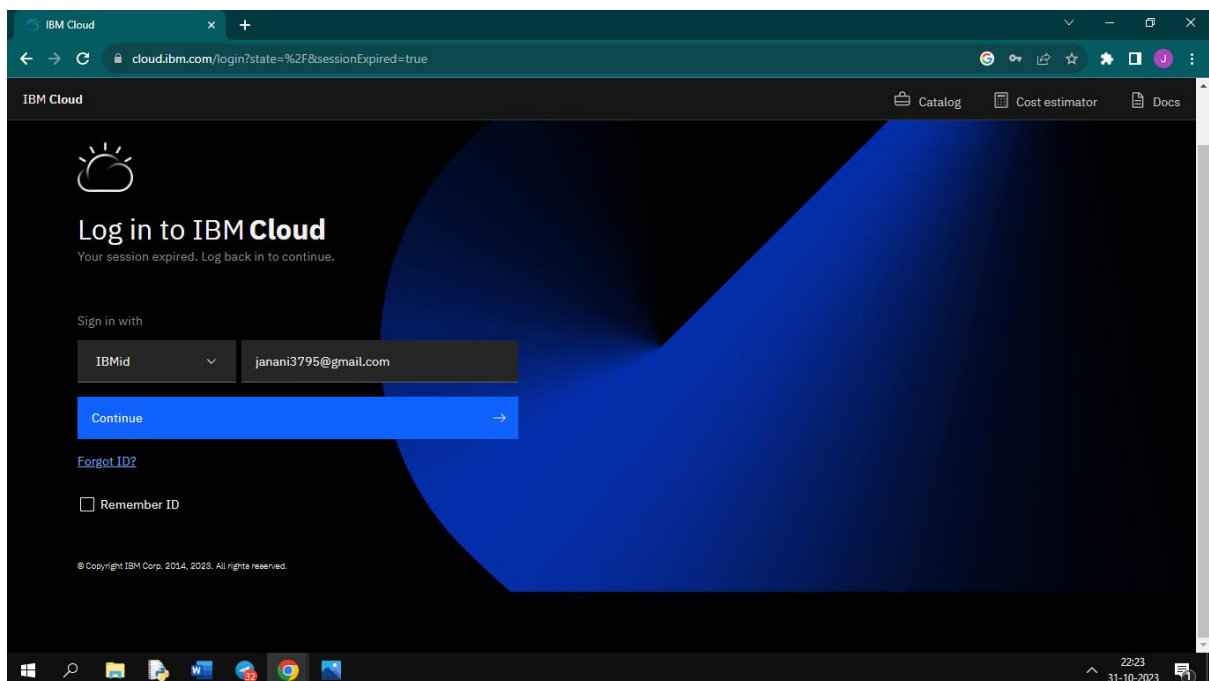 IBM Cloud
cloud.ibm.com/login?state=%2F&sessionExpired=true
J
IBM Cloud
Catalog
Cost estimator
Docs
Log in to IBM Cloud
Your session expired. Log back in to continue.
Sign in with
IBMid
janani3795@gmail.com
Continue
Forgot ID?
Remember ID
© Copyright IBM Corp. 2014, 2023. All rights reserved.
32
22:23
31-10-2023
1